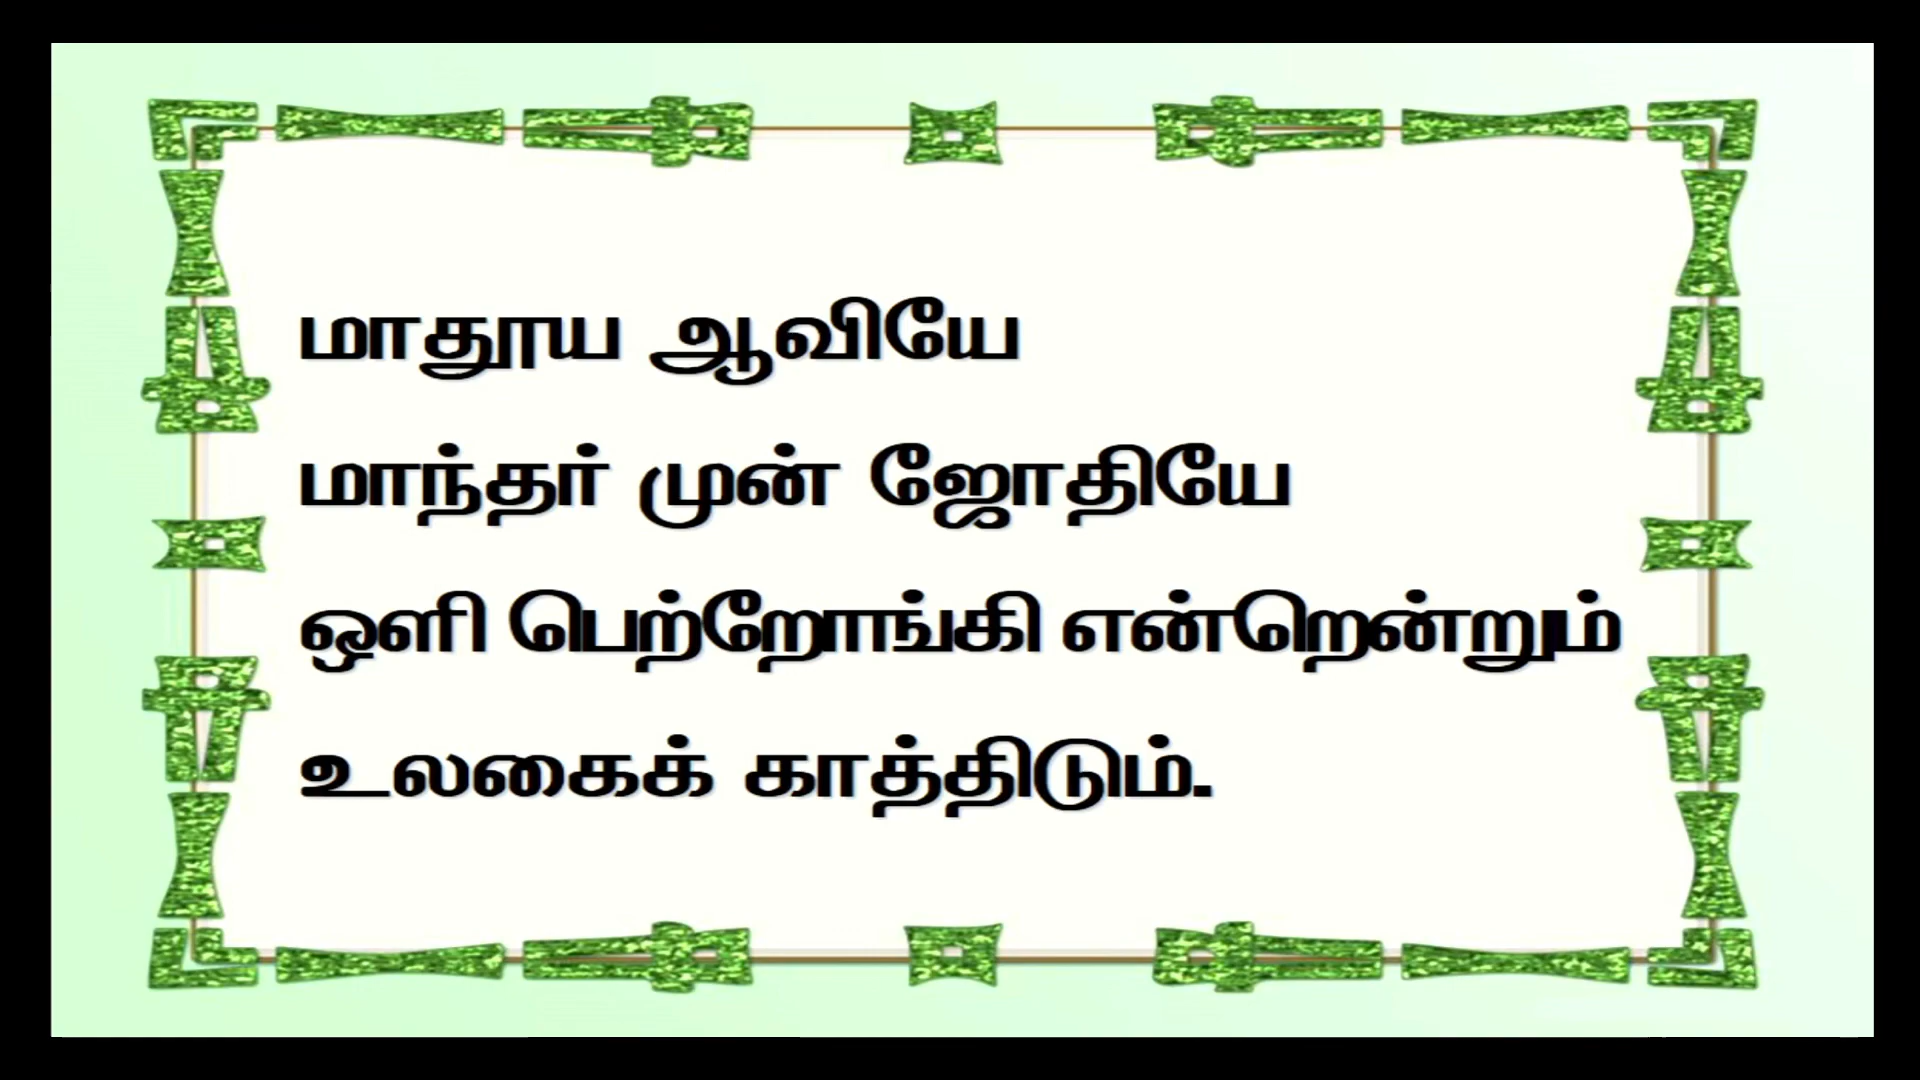 மாதூய ஆவியே
மாந்தர் முன் ஜோதியே
ஒளி பெற்றோங்கி என்றென்றும்
உலகைக் காத்திடும்.